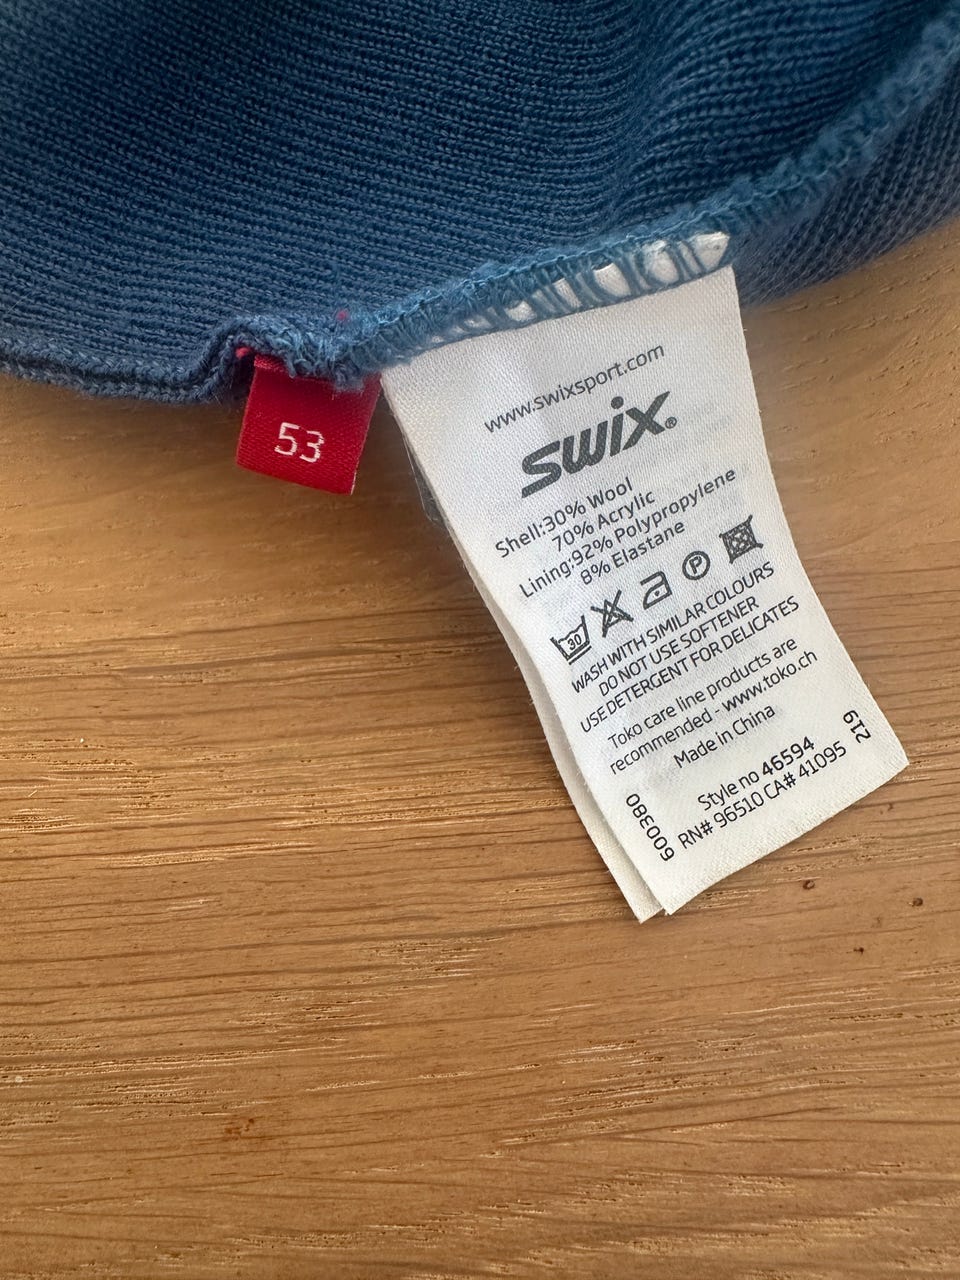 53
www.swixsport.com
swix®
Shell:30% Wool
70% Acrylic
Lining:92% Polypropylene
8% Elastane
30 P
WASH WITH SIMILAR COLOURS
DO NOT USE SOFTENER
USE DETERGENT FOR DELICATES
Toko care line products are
recommended - www.toko.ch
Made in China
Style no 46594
RN# 96510 CA# 41095
600380
219